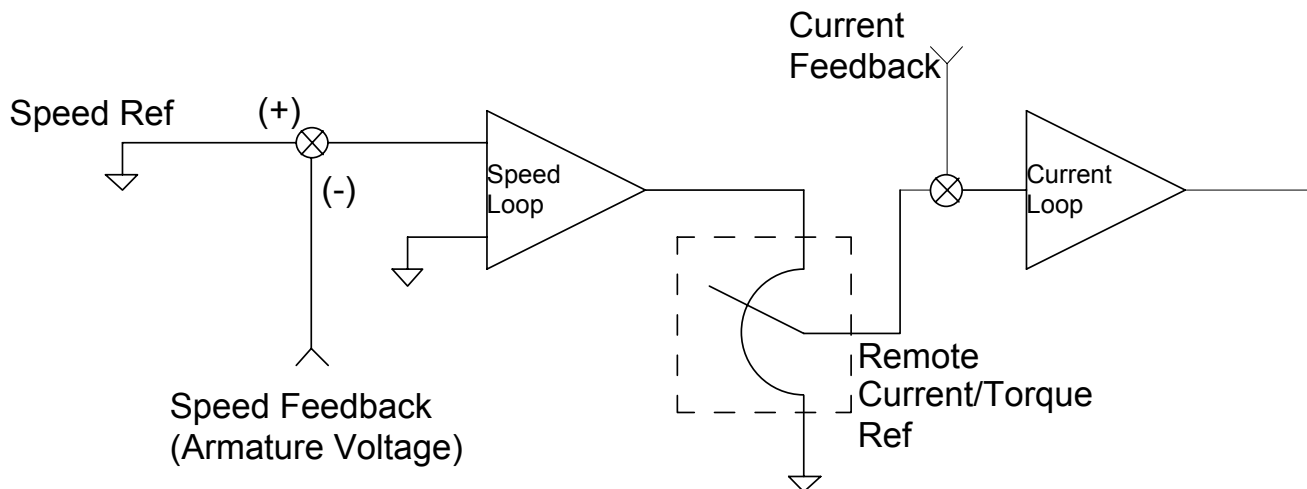 Current
Feedback
Speed Ref
(+)
(-)
Speed
Loop
Current
Loop
Remote
Current/Torque
Ref
Speed Feedback
(Armature Voltage)